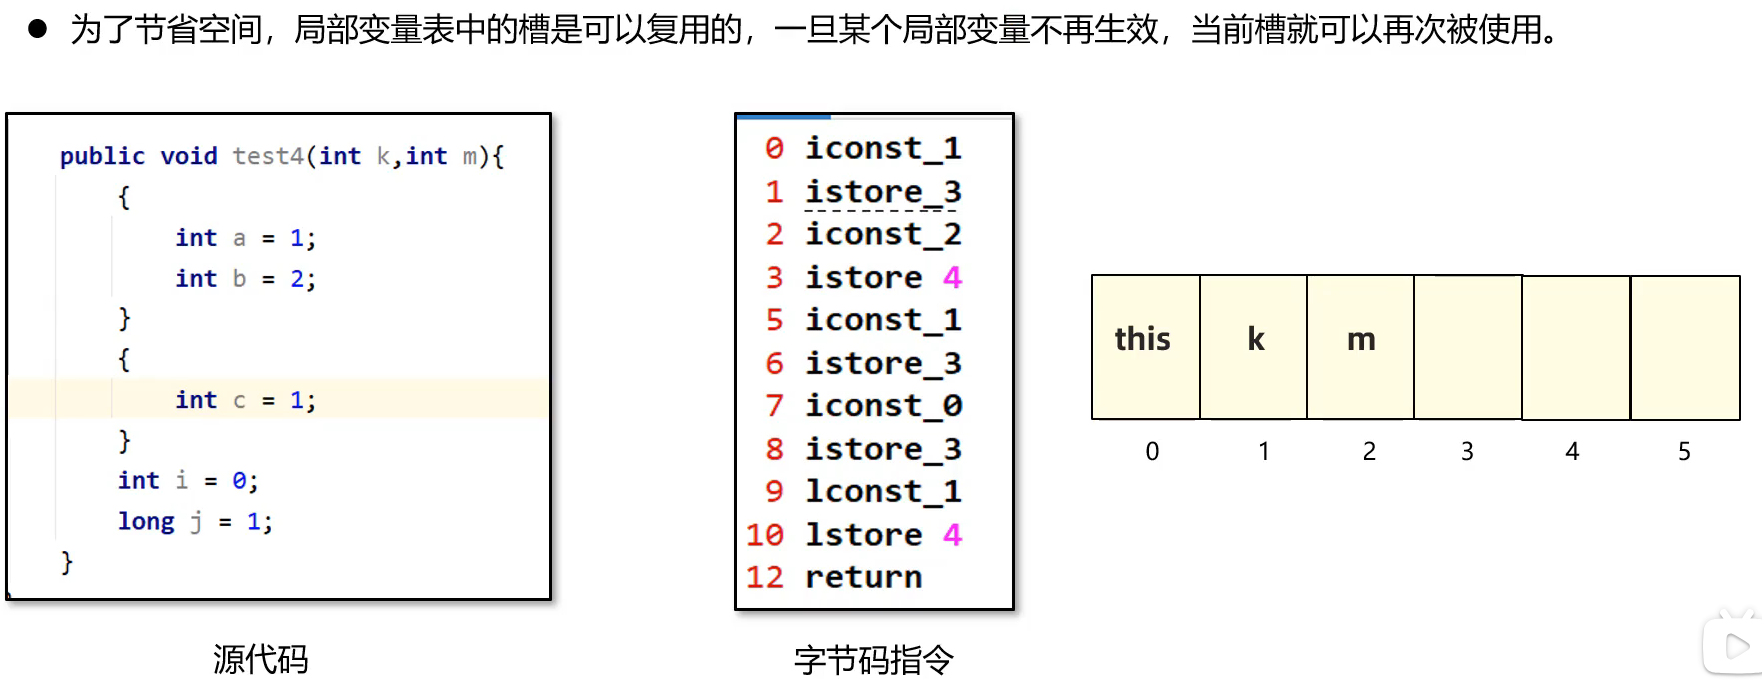 ● 为了节省空间，局部变量表中的槽是可以复用的，一旦某个局部变量不再生效，当前槽就可以再次被使用。
public void test4(int k,int m){
{
int a = 1;
int b = 2;
}
{
int c = 1;
}
int i = 0;
long j = 1;
}
源代码
0 iconst_1
1 istore_3
2 iconst_2
3 istore 4
5 iconst_1
6 istore_3
7 iconst_0
8 istore_3
9 lconst_1
10 lstore 4
12 return
字节码指令
this k m
0 1 2 3 4 5